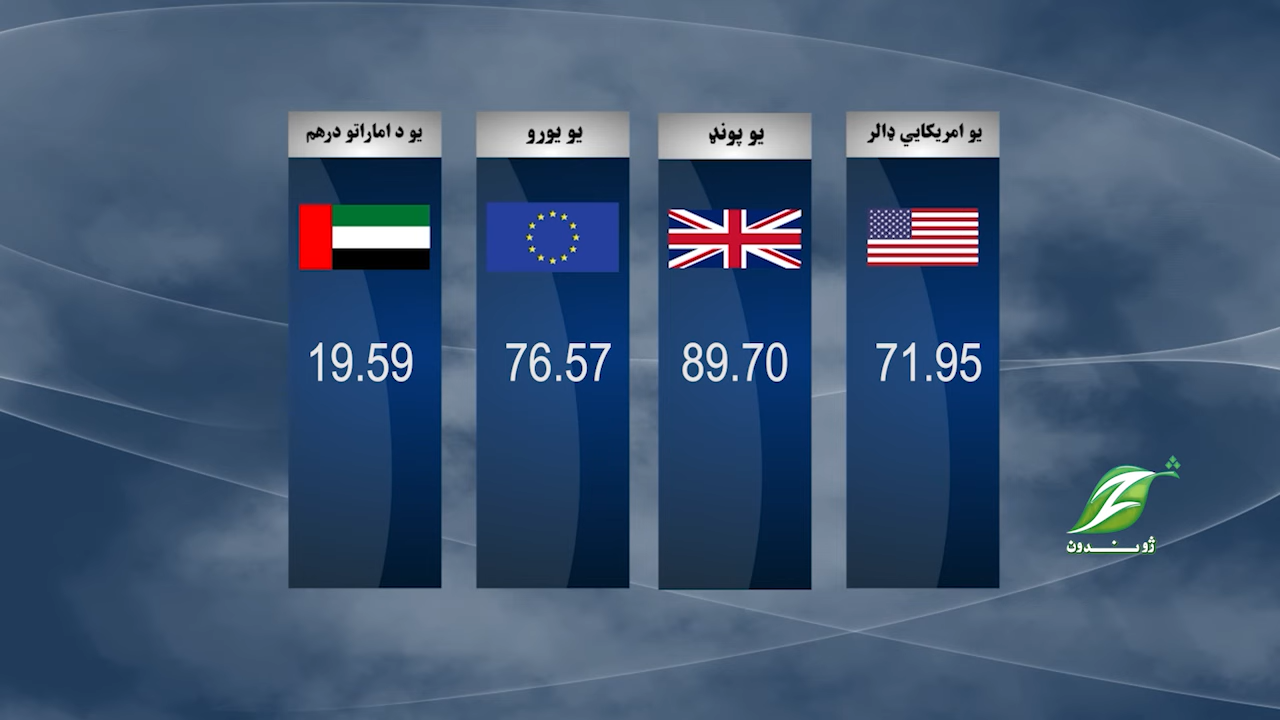 یو امریکایي ډالر
یو پونډ
یو یورو
یو د اماراتو درهم
71.95
89.70
76.57
19.59
ژوندون